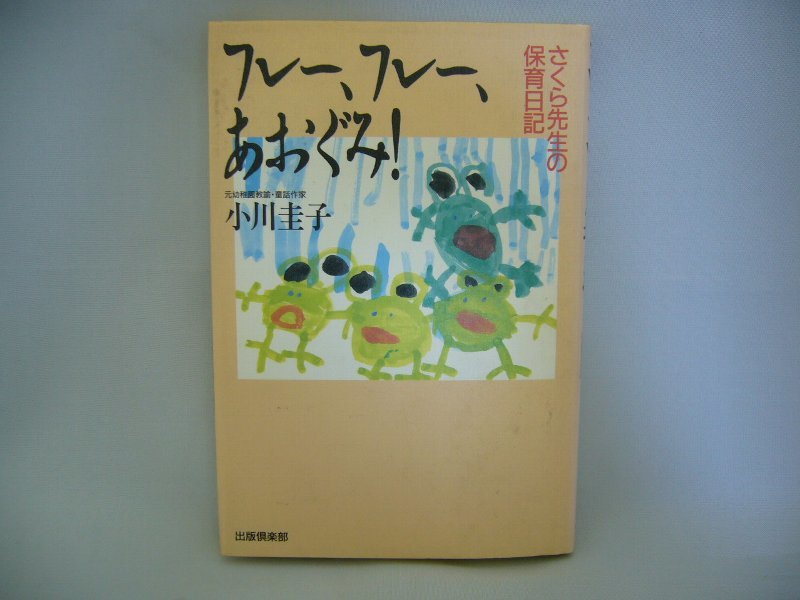 さくら先生の
保育日記
フレー、フレー、
あおぐみ!
元幼稚園教諭・童話作家
小川圭子
出版倶楽部